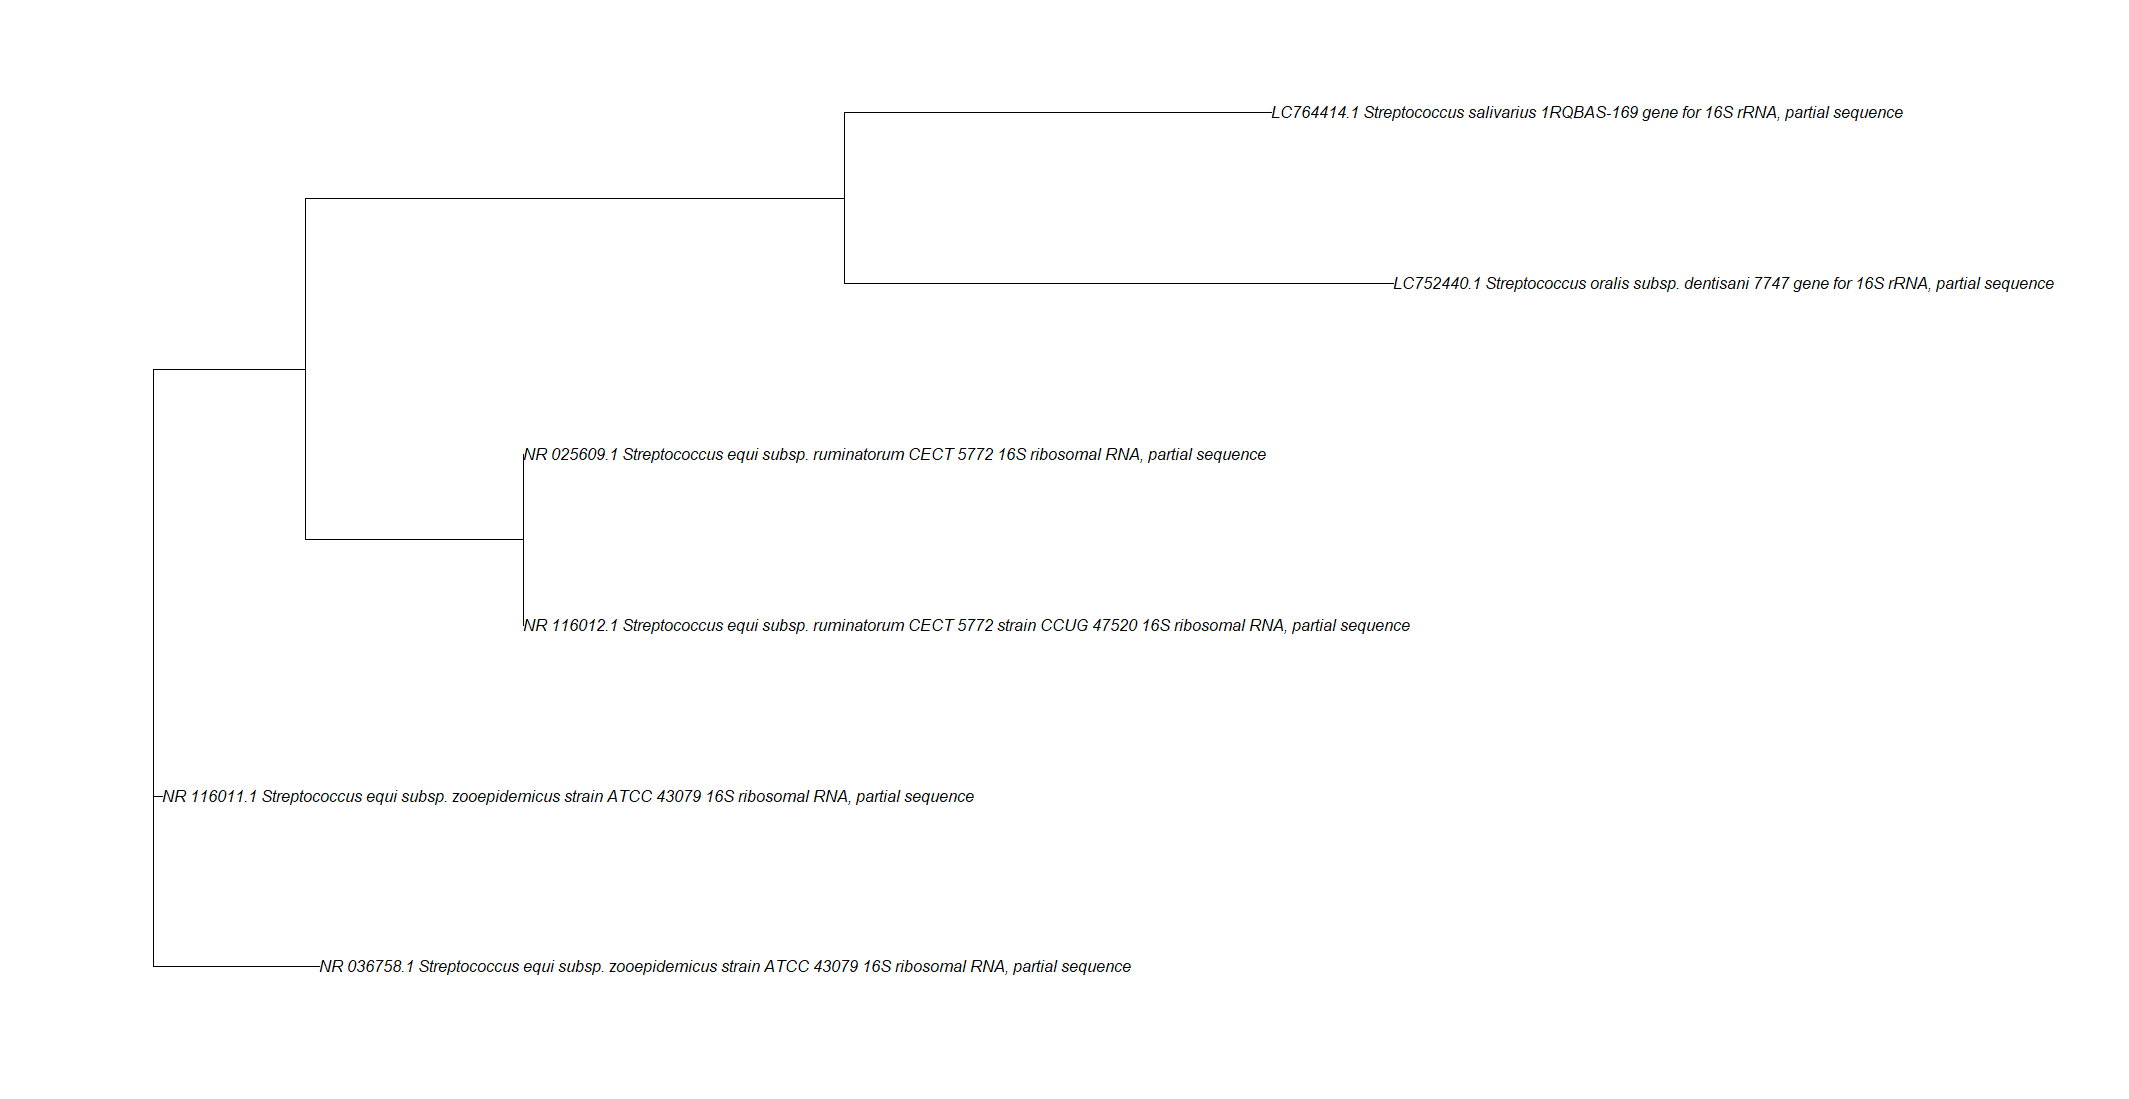 LC764414.1 Streptococcus salivarius 1RQBAS-169 gene for 16S rRNA, partial sequence
LC752440.1 Streptococcus oralis subsp. dentisani 7747 gene for 16S rRNA, partial sequence
NR 025609.1 Streptococcus equi subsp. ruminatorum CECT 5772 16S ribosomal RNA, partial sequence
NR 116012.1 Streptococcus equi subsp. ruminatorum CECT 5772 strain CCUG 47520 16S ribosomal RNA, partial sequence
NR 116011.1 Streptococcus equi subsp. zooepidemicus strain ATCC 43079 16S ribosomal RNA, partial sequence
NR 036758.1 Streptococcus equi subsp. zooepidemicus strain ATCC 43079 16S ribosomal RNA, partial sequence